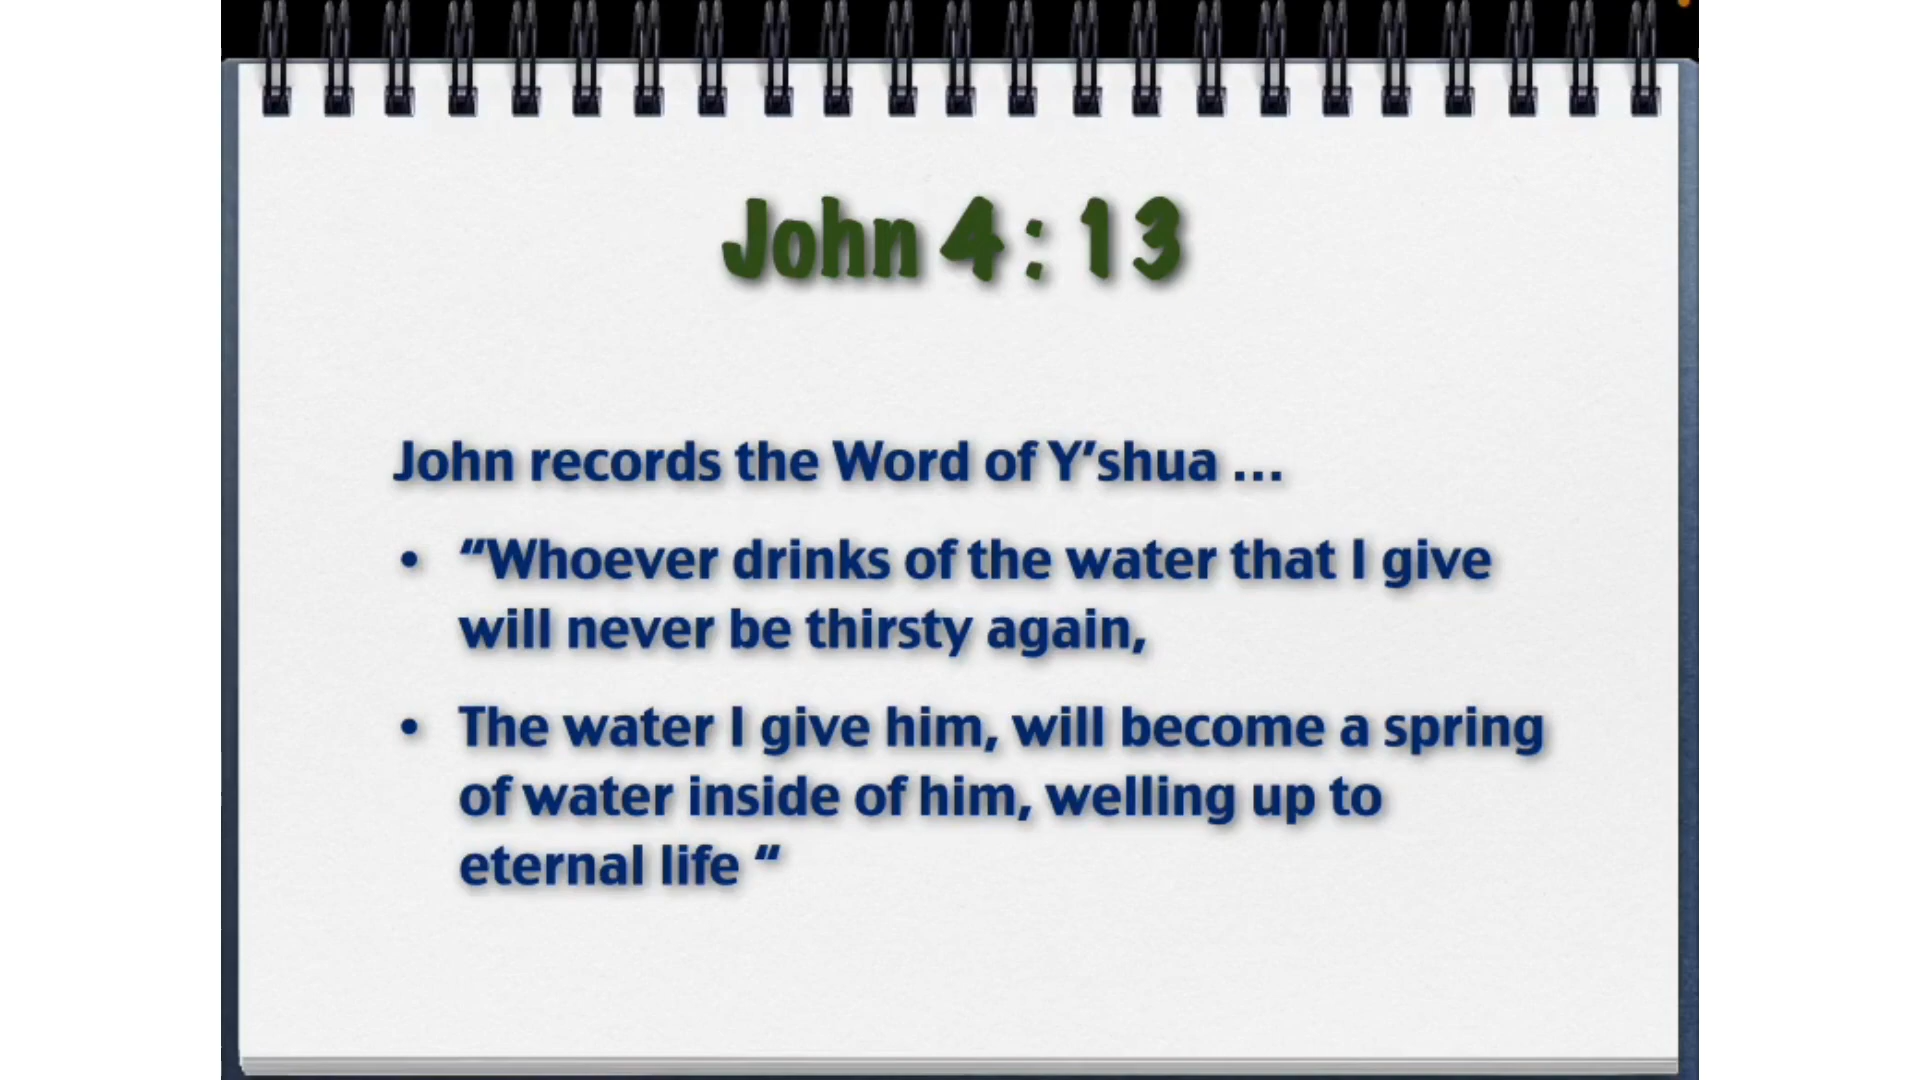 John 4 : 13
John records the Word of Y’shua …
• “Whoever drinks of the water that I give
will never be thirsty again,
• The water I give him, will become a spring
of water inside of him, welling up to
eternal life “